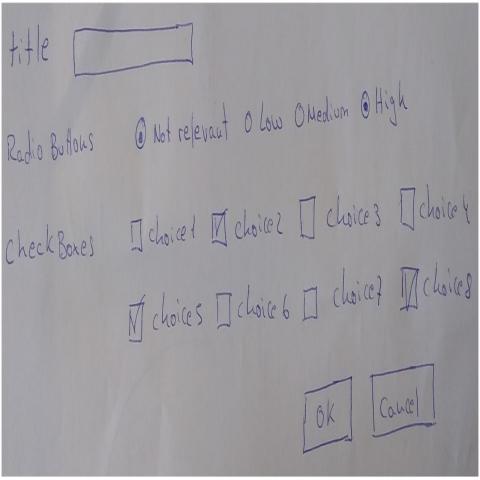 title
Radio Buttons Not relevant Low Medium High
CheckBoxes choice1 choice2 choice3 choice4
choice5 choice6 choice7 choice8
OK Cancel